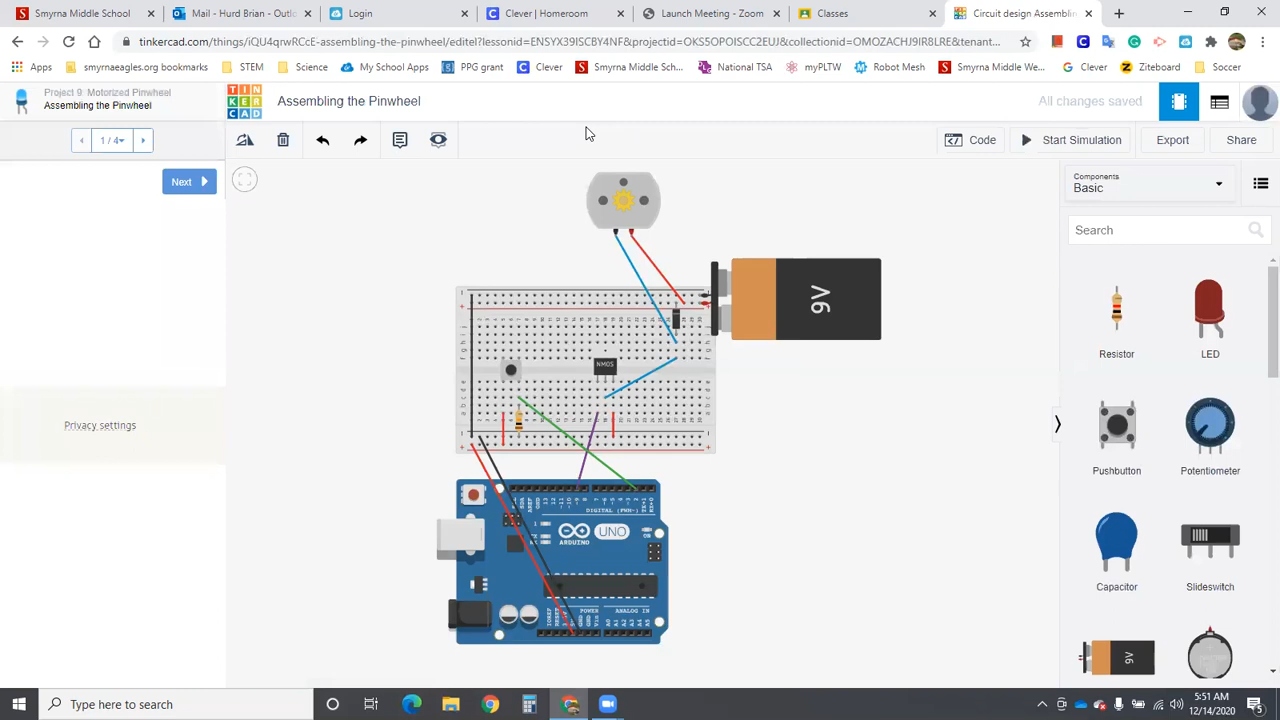 Smyrna Middle School
Mail - Hurd Brian - Outlo
Login
Clever | Homeroom
Launch Meeting - Zoom
Classes
Circuit design Assemblin
tinkercad.com/things/iQU4qrwRCcE-assembling-the-pinwheel/editel?lessonid=ENSYX39ISCBY4NF&projectid=OKS5OPOISCC2EUJ&collectionid=OMOZACHJ9IR8LRE&tenant...
Apps
smyrnaeagles.org bookmarks
STEM
Science
My School Apps
PPG grant
Clever
Smyrna Middle Sch...
National TSA
myPLTW
Robot Mesh
Smyrna Middle We...
Clever
Ziteboard
Soccer
Project 9: Motorized Pinwheel
Assembling the Pinwheel
TINKERCAD
Assembling the Pinwheel
All changes saved
1 / 4
Code
Start Simulation
Export
Share
Next
Components
Basic
Search
9V
NMOS
Resistor
LED
Privacy settings
Pushbutton
Potentiometer
DIGITAL (PWM~)
UNO
ARDUINO
Capacitor
Slideswitch
POWER
ANALOG IN
9V
Type here to search
5:51 AM
12/14/2020